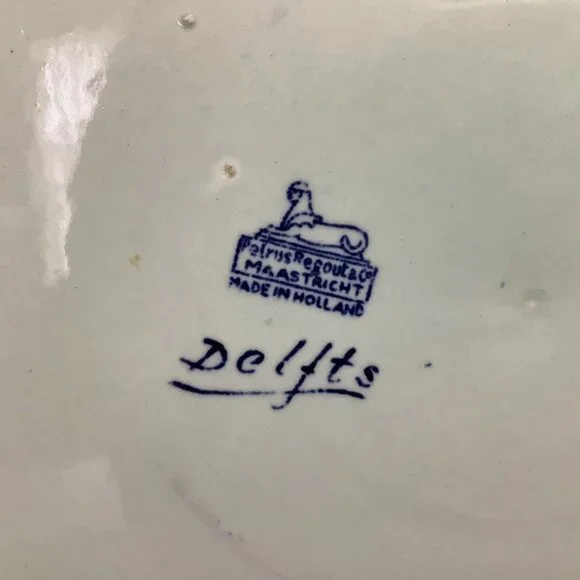 Petrus Regout & Co
MAASTRICHT
MADE IN HOLLAND
Delfts